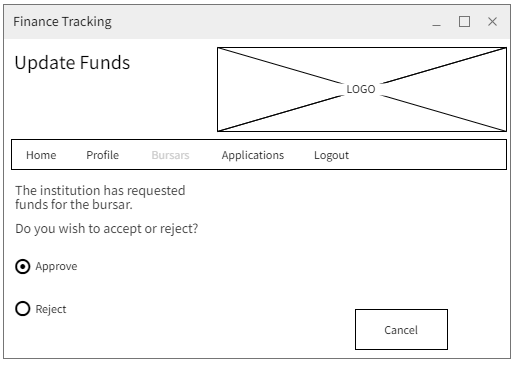 Finance Tracking
Update Funds
LOGO
Home Profile Bursars Applications Logout
The institution has requested
funds for the bursar.
Do you wish to accept or reject?
Approve
Reject
Cancel